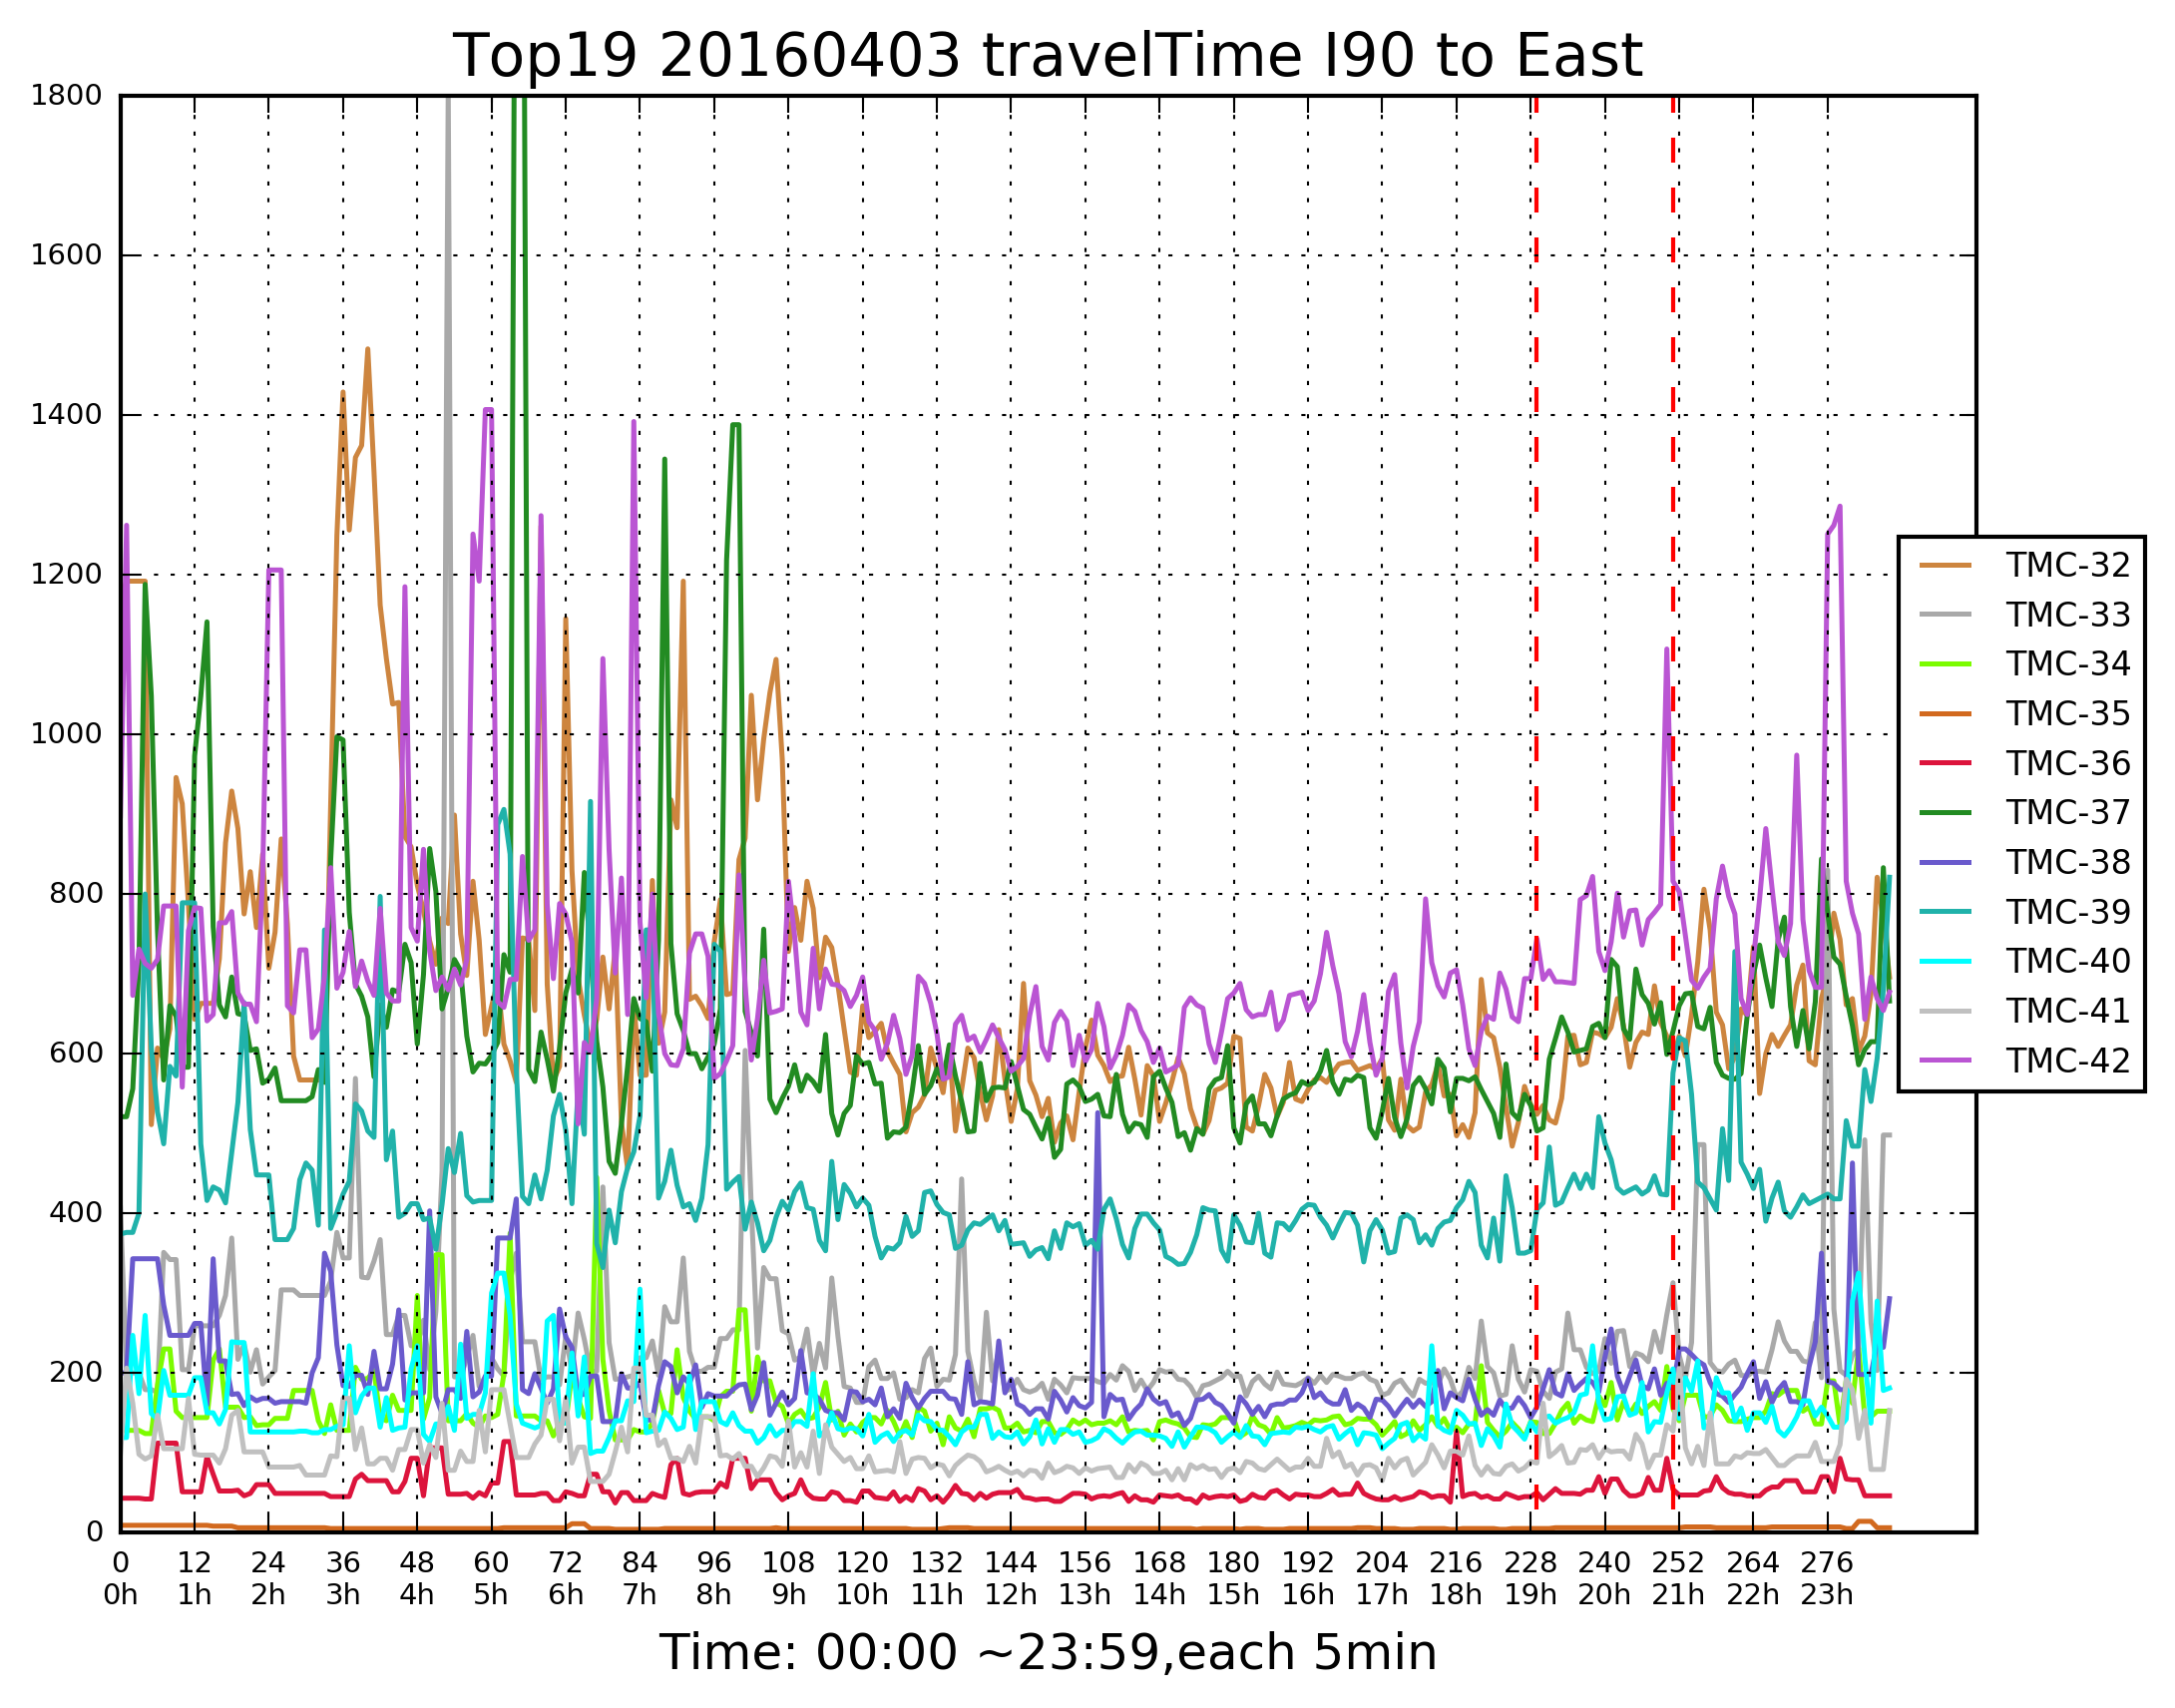 Top19 20160403 travelTime I90 to East
1800
1600
1400
1200
1000
800
600
400
200
0
0 12 24 36 48 60 72 84 96 108 120 132 144 156 168 180 192 204 216 228 240 252 264 276
0h 1h 2h 3h 4h 5h 6h 7h 8h 9h 10h 11h 12h 13h 14h 15h 16h 17h 18h 19h 20h 21h 22h 23h
Time: 00:00 ~23:59,each 5min
TMC-32
TMC-33
TMC-34
TMC-35
TMC-36
TMC-37
TMC-38
TMC-39
TMC-40
TMC-41
TMC-42